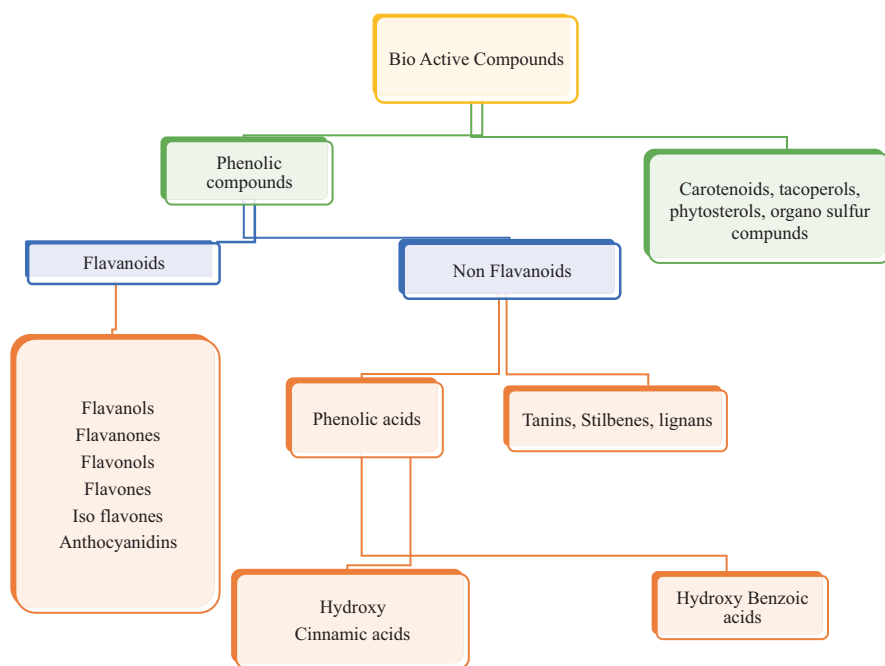 Bio Active Compounds
Phenolic
compounds
Carotenoids, tacoperols,
phytosterols, organo sulfur
compunds
Flavanoids
Non Flavanoids
Flavanols
Flavanones
Flavonols
Flavones
Iso flavones
Anthocyanidins
Phenolic acids
Tanins, Stilbenes, lignans
Hydroxy
Cinnamic acids
Hydroxy Benzoic
acids